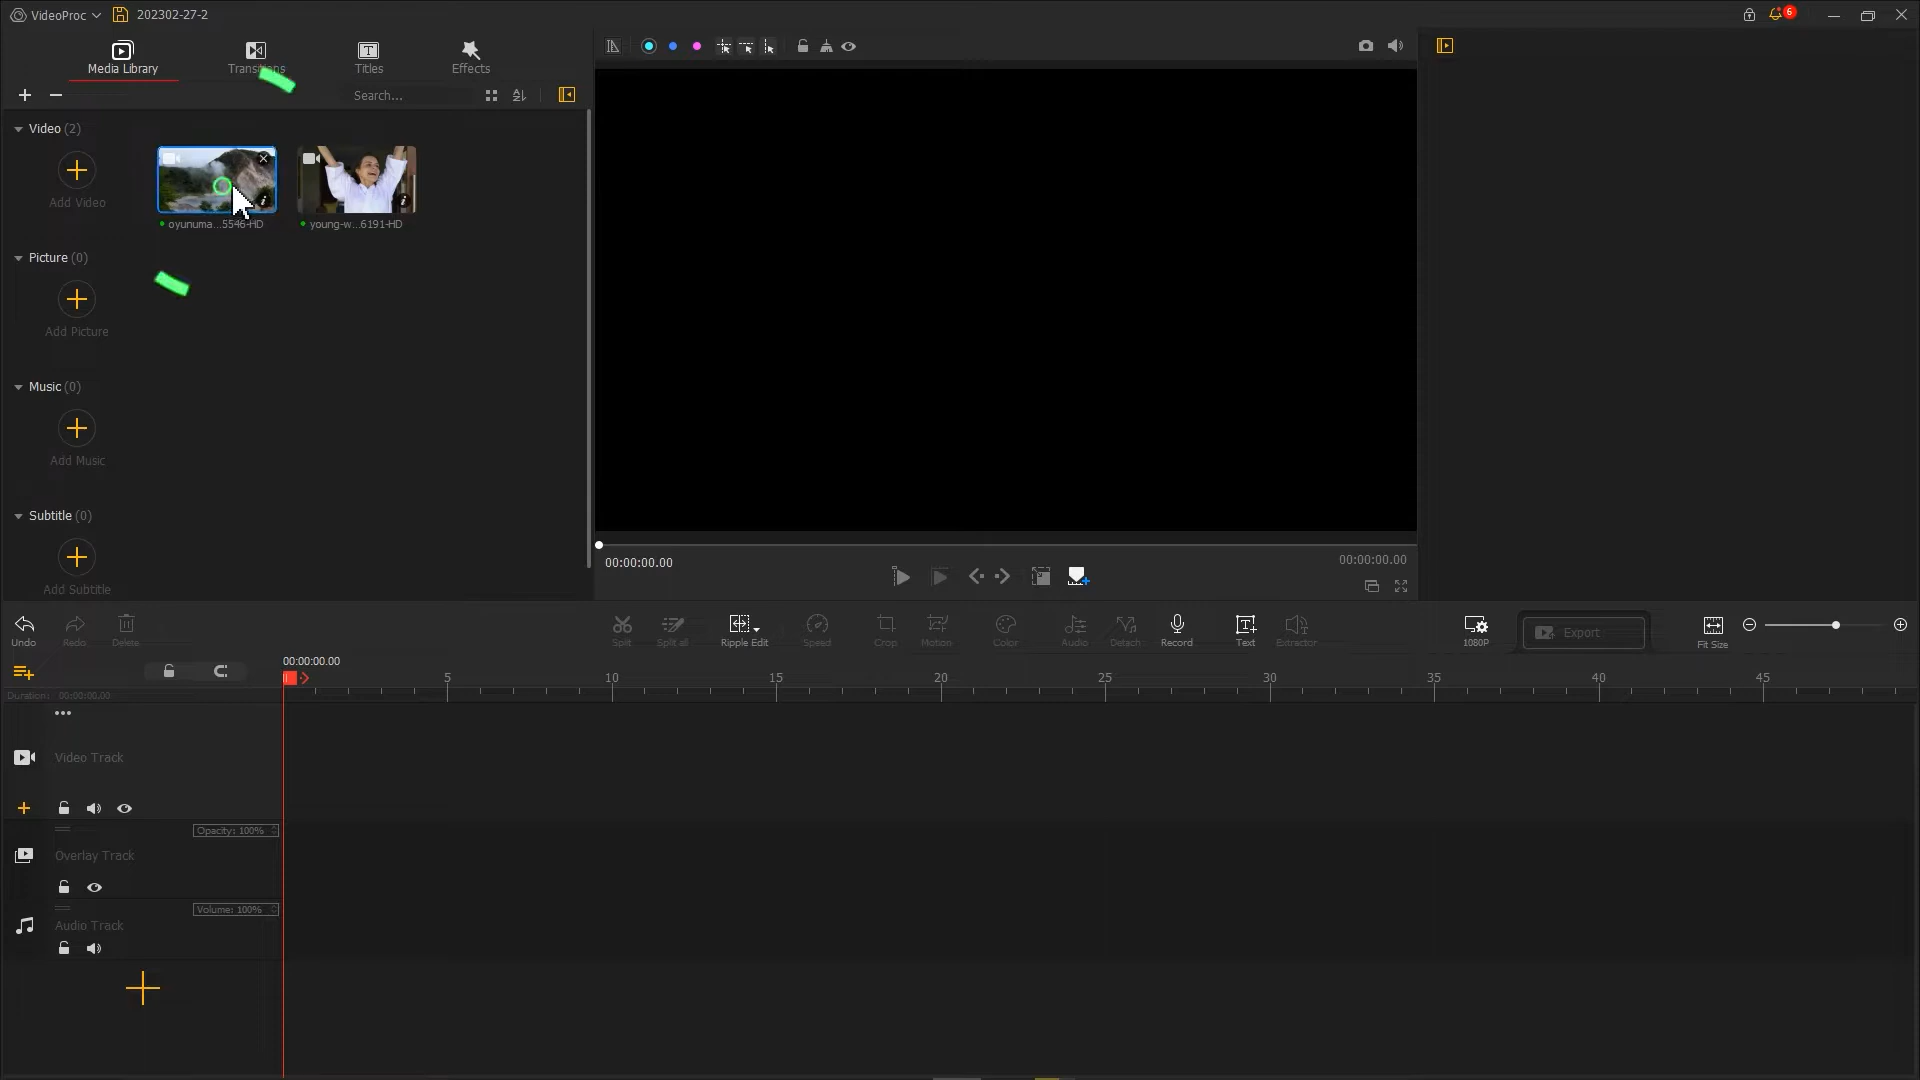 VideoProc
202302-27-2
6
Media Library
Transitions
Titles
Effects
Search...
Video (2)
Add Video
oyunuma...5546-HD
young-w...6191-HD
Picture (0)
Add Picture
Music (0)
Add Music
Subtitle (0)
Add Subtitle
00:00:00.00
00:00:00.00
Undo
Redo
Delete
Split
Split all
Ripple Edit
Speed
Crop
Motion
Color
Audio
Detach
Record
Text
Extractor
1080P
Export
Fit Size
00:00:00.00
5
10
15
20
25
30
35
40
45
Duration: 00:00:00.00
Video Track
Opacity: 100%
Overlay Track
Volume: 100%
Audio Track